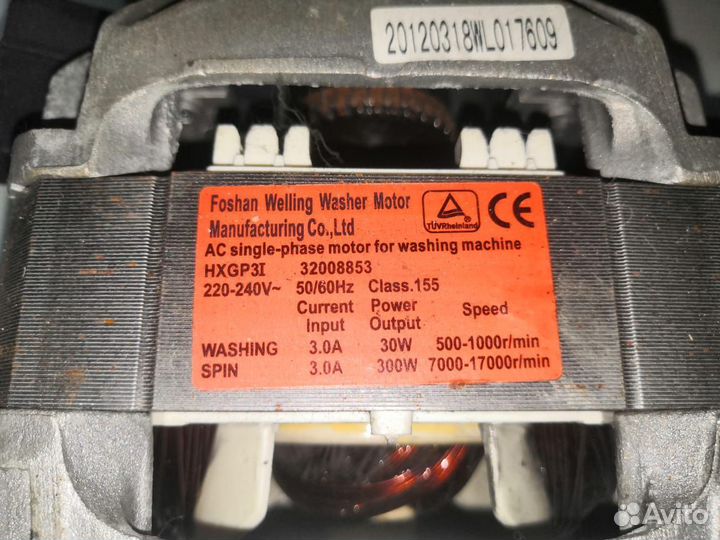 20120318WL017609
Foshan Welling Washer Motor
Manufacturing Co.,Ltd
TÜVRheinland
CE
AC single-phase motor for washing machine
HXGP3I 32008853
220-240V~ 50/60Hz Class.155
Current Power Speed
Input Output
WASHING 3.0A 30W 500-1000r/min
SPIN 3.0A 300W 7000-17000r/min
Avito